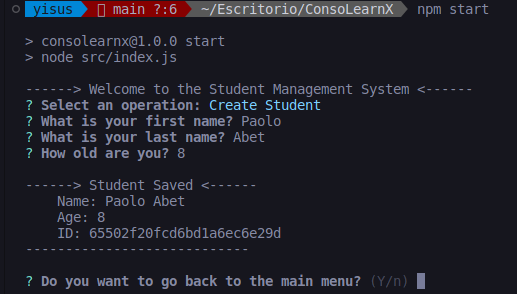 yisus main ?:6 ~/Escritorio/ConsoLearnX npm start
> consolearnx@1.0.0 start
> node src/index.js
------> Welcome to the Student Management System <------
? Select an operation: Create Student
? What is your first name? Paolo
? What is your last name? Abet
? How old are you? 8
------> Student Saved <------
Name: Paolo Abet
Age: 8
ID: 65502f20fcd6bd1a6ec6e29d
----------------------------
? Do you want to go back to the main menu? (Y/n)